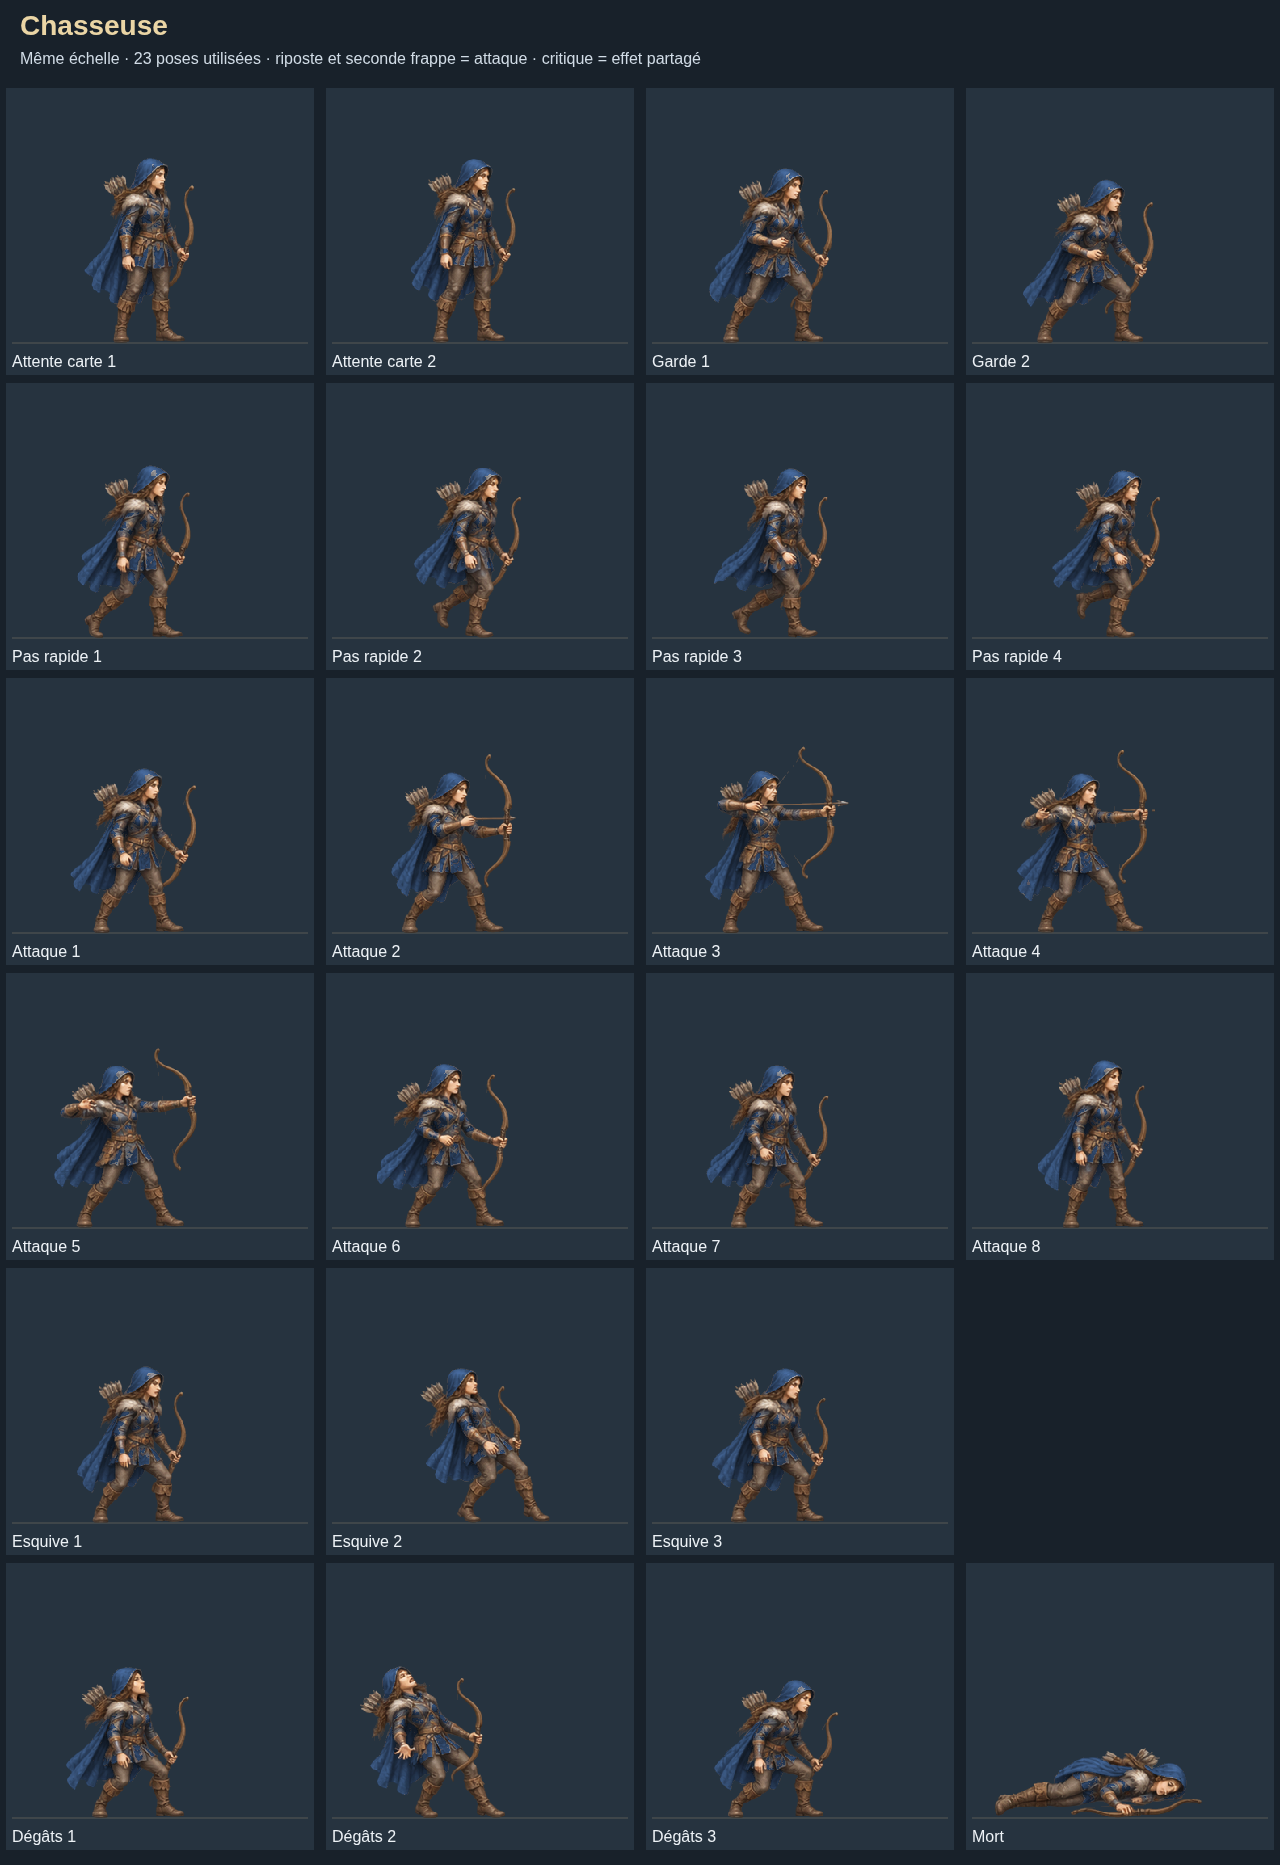 Chasseuse
Même échelle · 23 poses utilisées · riposte et seconde frappe = attaque · critique = effet partagé
Attente carte 1
Attente carte 2
Garde 1
Garde 2
Pas rapide 1
Pas rapide 2
Pas rapide 3
Pas rapide 4
Attaque 1
Attaque 2
Attaque 3
Attaque 4
Attaque 5
Attaque 6
Attaque 7
Attaque 8
Esquive 1
Esquive 2
Esquive 3
Dégâts 1
Dégâts 2
Dégâts 3
Mort